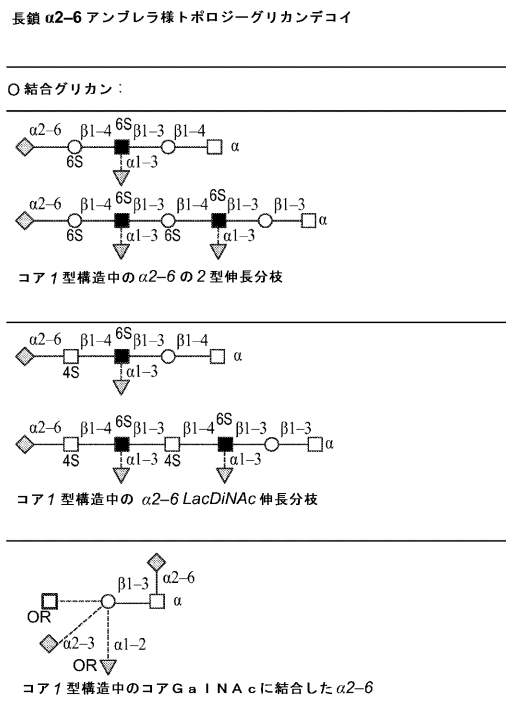 長鎖 α2–6 アンブレラ様トポロジーグリカンデコイ
O 結合グリカン:
α2–6 β1–4 6S β1–3 β1–4
6S α1–3 α
α2–6 β1–4 6S β1–3 β1–4 6S β1–3 β1–3
6S α1–3 6S α1–3 α
コア 1 型構造中の α2–6 の 2 型伸長分枝
α2–6 β1–4 6S β1–3 β1–4
4S α1–3 α
α2–6 β1–4 6S β1–3 β1–4 6S β1–3 β1–3
4S α1–3 4S α1–3 α
コア 1 型構造中の α2–6 LacDiNAc 伸長分枝
β1–3 α2–6
α
OR
α2–3 α1–2
OR
コア 1 型構造中のコアGalNAcに結合した α2–6